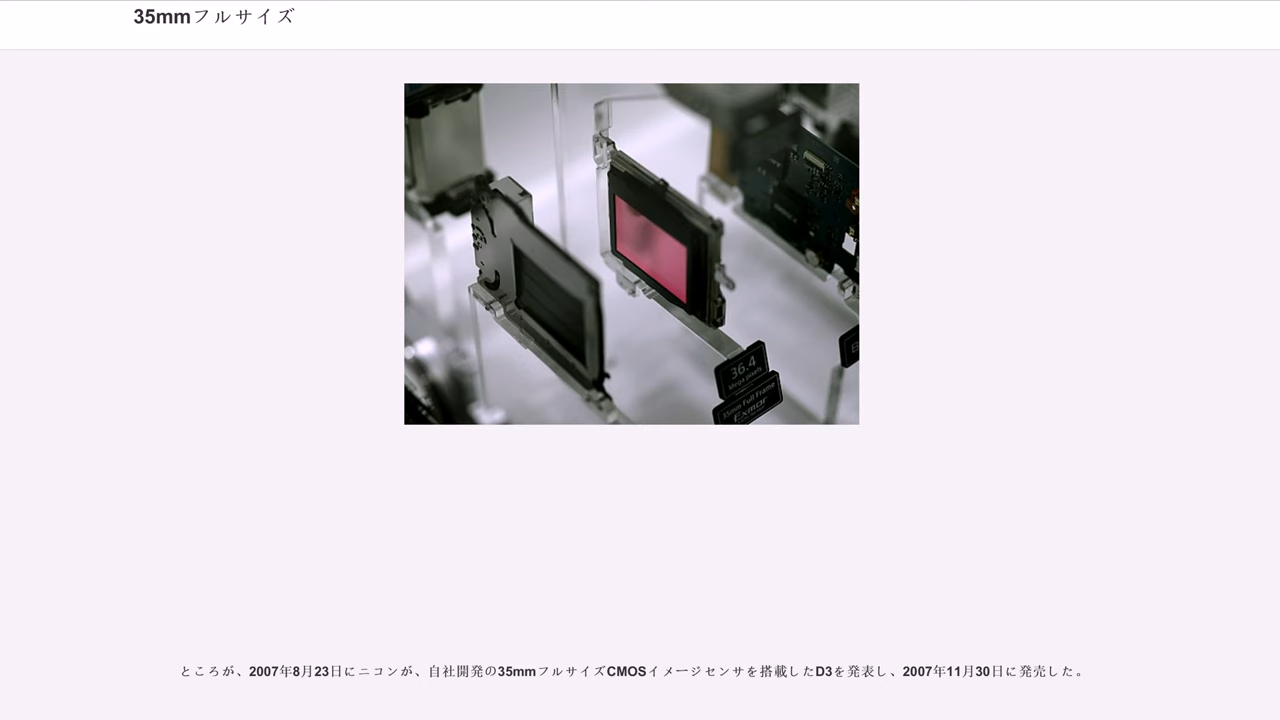 35mmフルサイズ
36.4
Mega pixels
35mm Full Frame
Exmor
ところが、2007年8月23日にニコンが、自社開発の35mmフルサイズCMOSイメージセンサを搭載したD3を発表し、2007年11月30日に発売した。